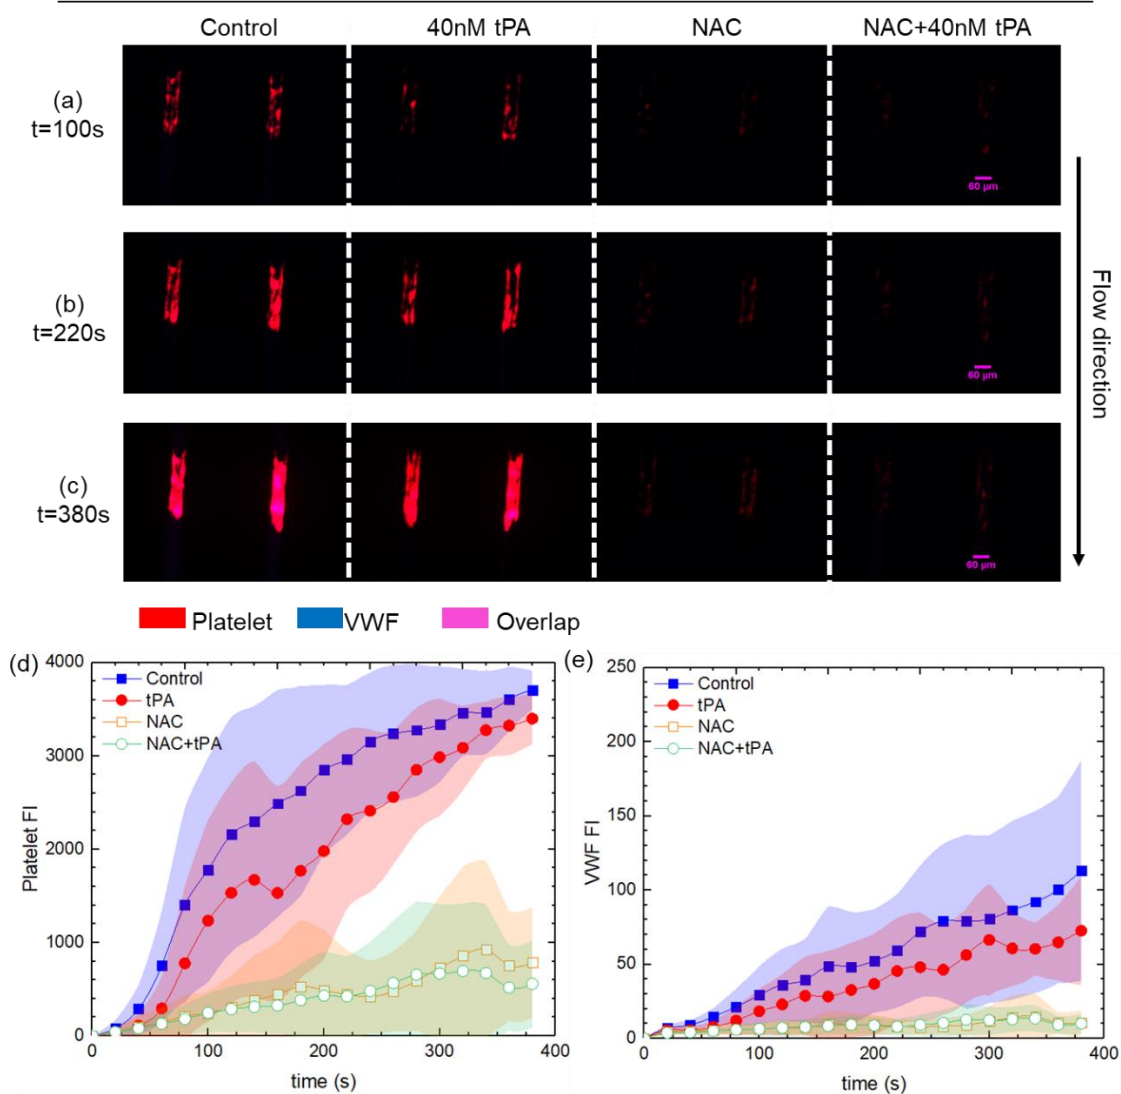 Control 40nM tPA NAC NAC+40nM tPA
(a)
t=100s
60 µm
(b)
t=220s
60 µm
(c)
t=380s
60 µm
Flow direction
Platelet VWF Overlap
(d)
4000
3000
2000
1000
0
Platelet FI
Control
tPA
NAC
NAC+tPA
0 100 200 300 400
time (s)
(e)
250
200
150
100
50
0
VWF FI
Control
tPA
NAC
NAC+tPA
0 100 200 300 400
time (s)